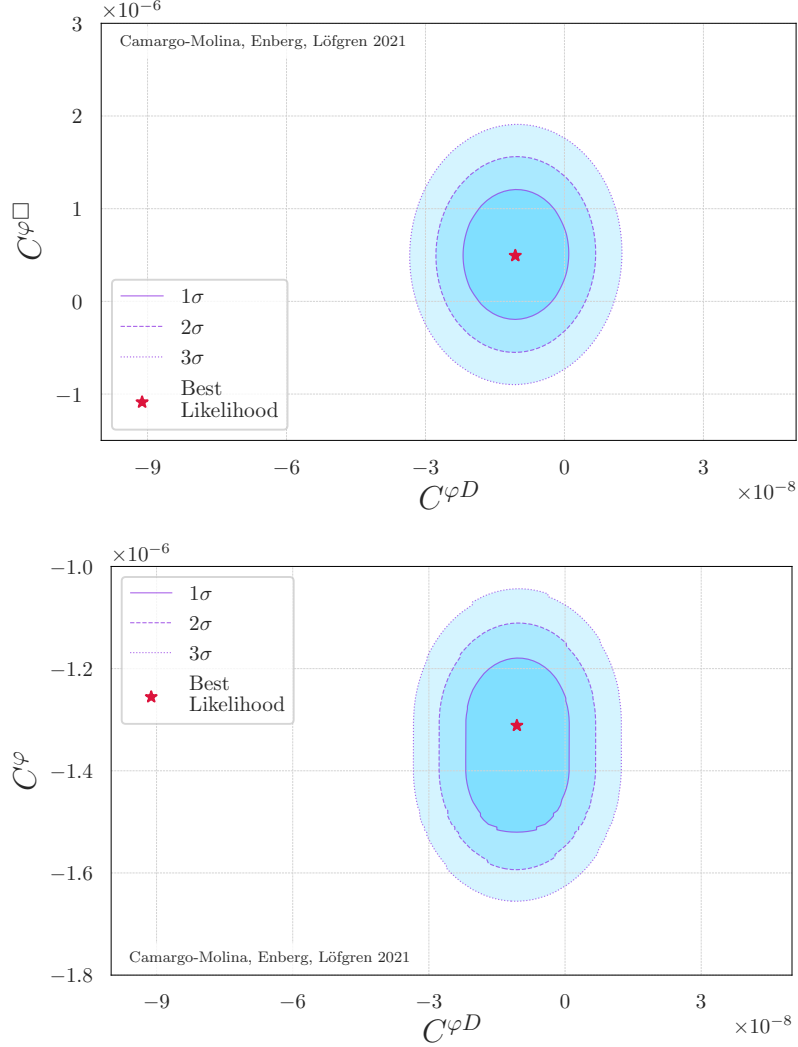 ×10⁻⁶
Camargo-Molina, Enberg, Löfgren 2021
3
2
1
0
−1
C^{φ□}
1σ
2σ
3σ
Best
Likelihood
−9 −6 −3 0 3
×10⁻⁸
C^{φD}
×10⁻⁶
−1.0
−1.2
−1.4
−1.6
−1.8
C^φ
1σ
2σ
3σ
Best
Likelihood
Camargo-Molina, Enberg, Löfgren 2021
−9 −6 −3 0 3
×10⁻⁸
C^{φD}